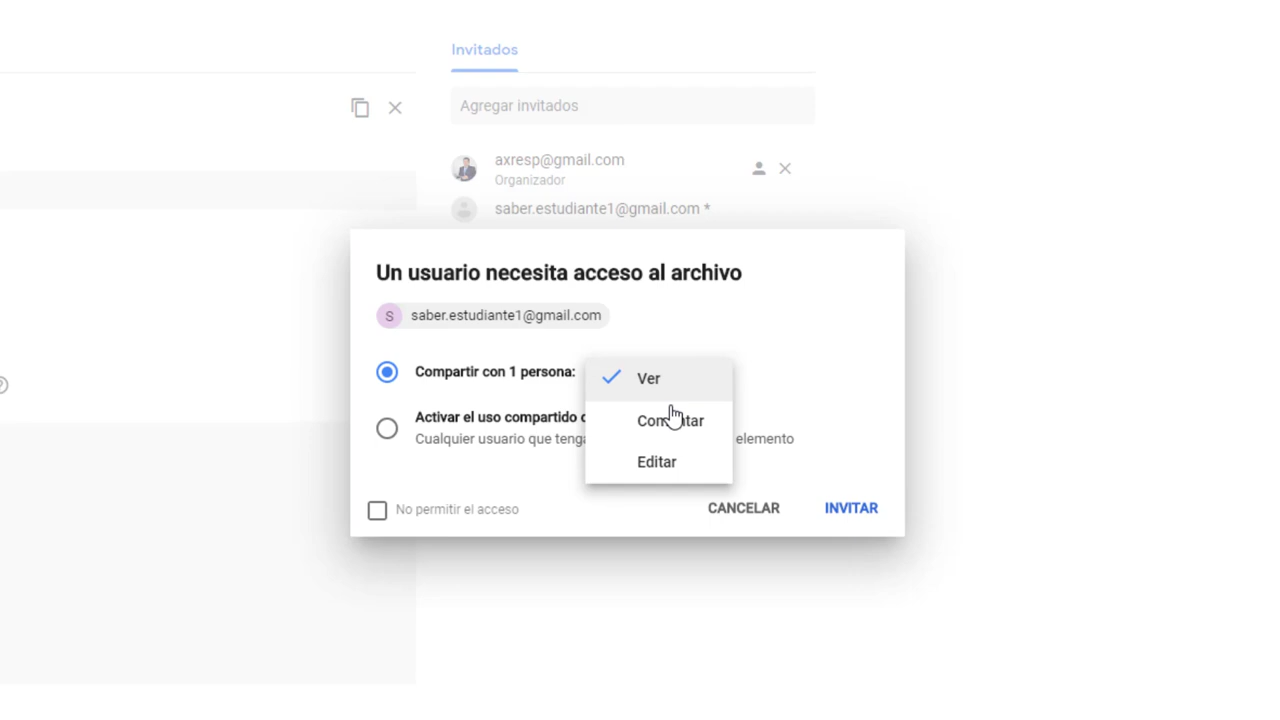 Invitados
Agregar invitados
axresp@gmail.com
Organizador
saber.estudiante1@gmail.com *
Un usuario necesita acceso al archivo
S saber.estudiante1@gmail.com
Compartir con 1 persona:
Ver
Comentar
Editar
Activar el uso compartido
Cualquier usuario que tenga elemento
No permitir el acceso
CANCELAR INVITAR